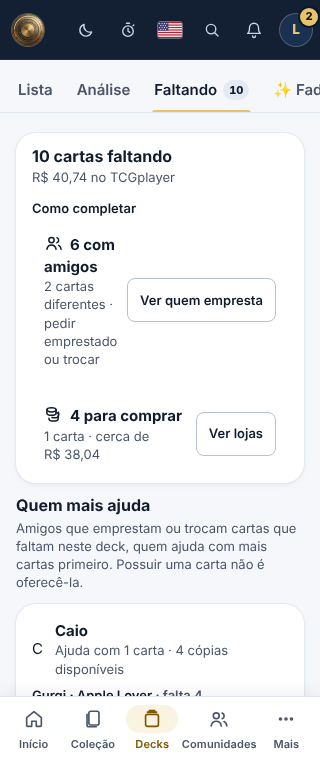 L
2
Lista
Análise
Faltando 10
✨ Fad
10 cartas faltando
R$ 40,74 no TCGplayer
Como completar
6 com
amigos
2 cartas
diferentes ·
pedir
emprestado
ou trocar
Ver quem empresta
4 para comprar
1 carta · cerca de
R$ 38,04
Ver lojas
Quem mais ajuda
Amigos que emprestam ou trocam cartas que
faltam neste deck, quem ajuda com mais
cartas primeiro. Possuir uma carta não é
oferecê-la.
C
Caio
Ajuda com 1 carta · 4 cópias
disponíveis
Gurgi · Apple Lover · falta 4
Início
Coleção
Decks
Comunidades
Mais